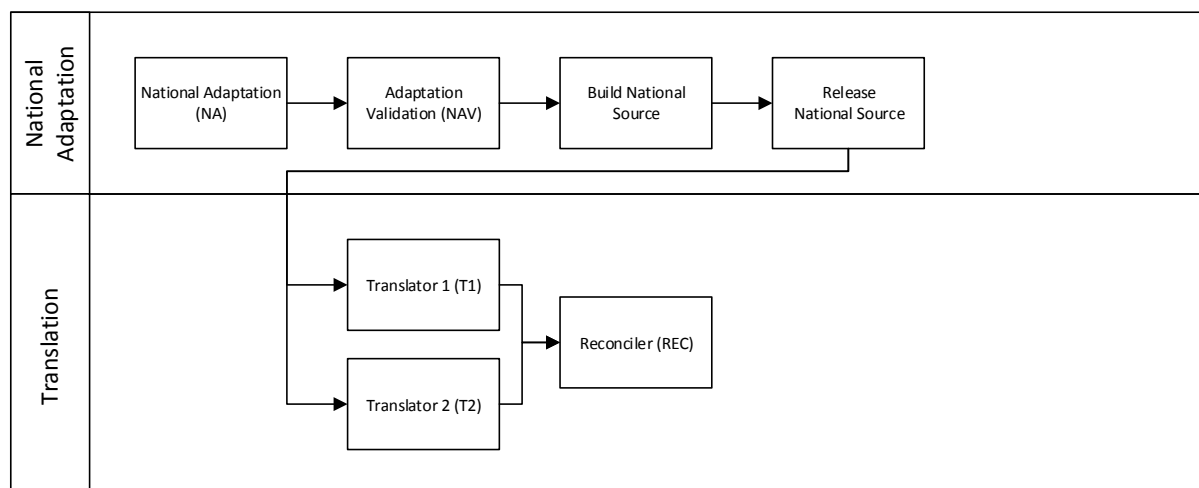 National
Adaptation
National Adaptation
(NA)
Adaptation
Validation (NAV)
Build National
Source
Release
National Source
Translation
Translator 1 (T1)
Translator 2 (T2)
Reconciler (REC)